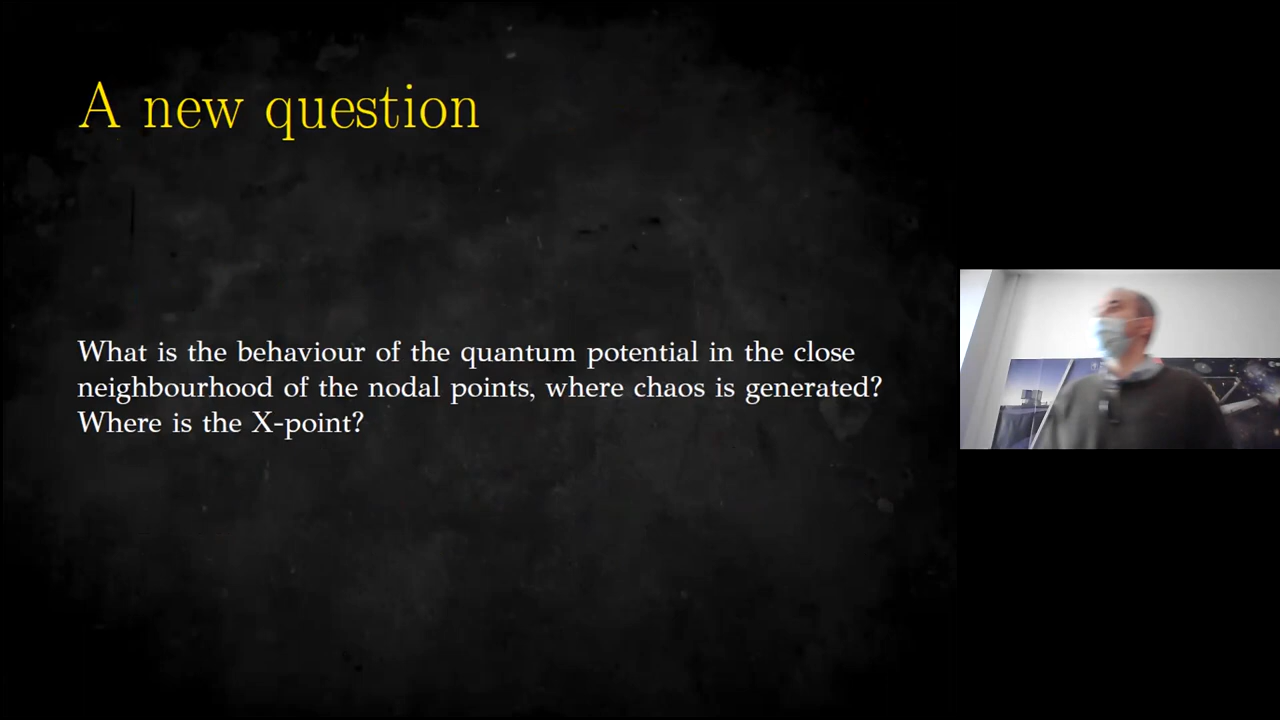 A new question
What is the behaviour of the quantum potential in the close
neighbourhood of the nodal points, where chaos is generated?
Where is the X-point?